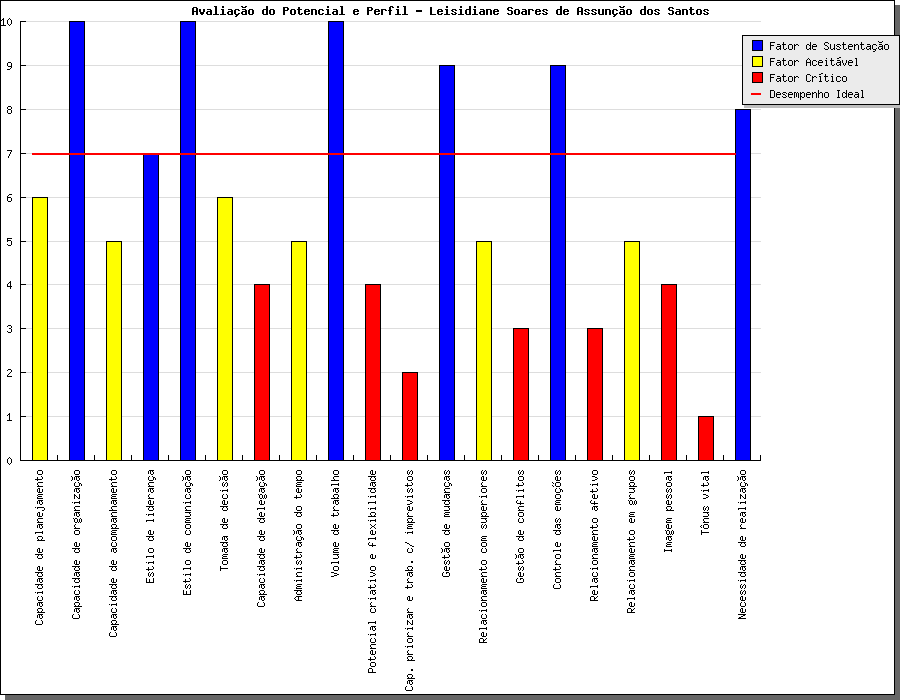 Avaliação do Potencial e Perfil - Leisidiane Soares de Assunção dos Santos
Fator de Sustentação
Fator Aceitável
Fator Crítico
Desempenho Ideal
10
9
8
7
6
5
4
3
2
1
0
Capacidade de planejamento
Capacidade de organização
Capacidade de acompanhamento
Estilo de liderança
Estilo de comunicação
Tomada de decisão
Capacidade de delegação
Administração do tempo
Volume de trabalho
Potencial criativo e flexibilidade
Cap. priorizar e trab. c/ imprevistos
Gestão de mudanças
Relacionamento com superiores
Gestão de conflitos
Controle das emoções
Relacionamento afetivo
Relacionamento em grupos
Imagem pessoal
Tônus vital
Necessidade de realização